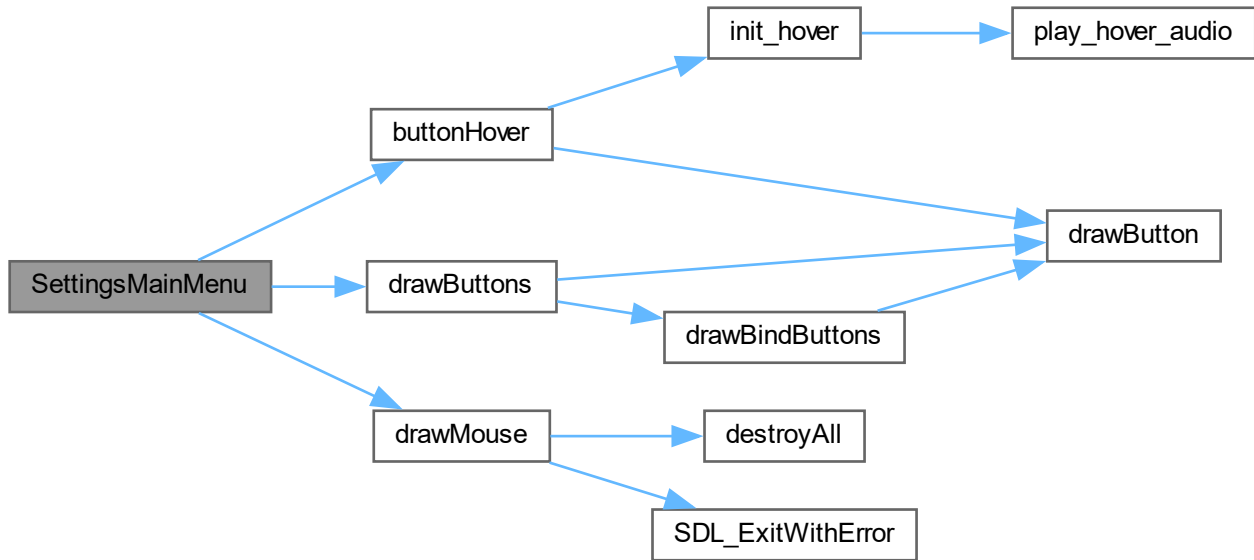 init_hover
play_hover_audio
buttonHover
drawButton
SettingsMainMenu
drawButtons
drawBindButtons
drawMouse
destroyAll
SDL_ExitWithError